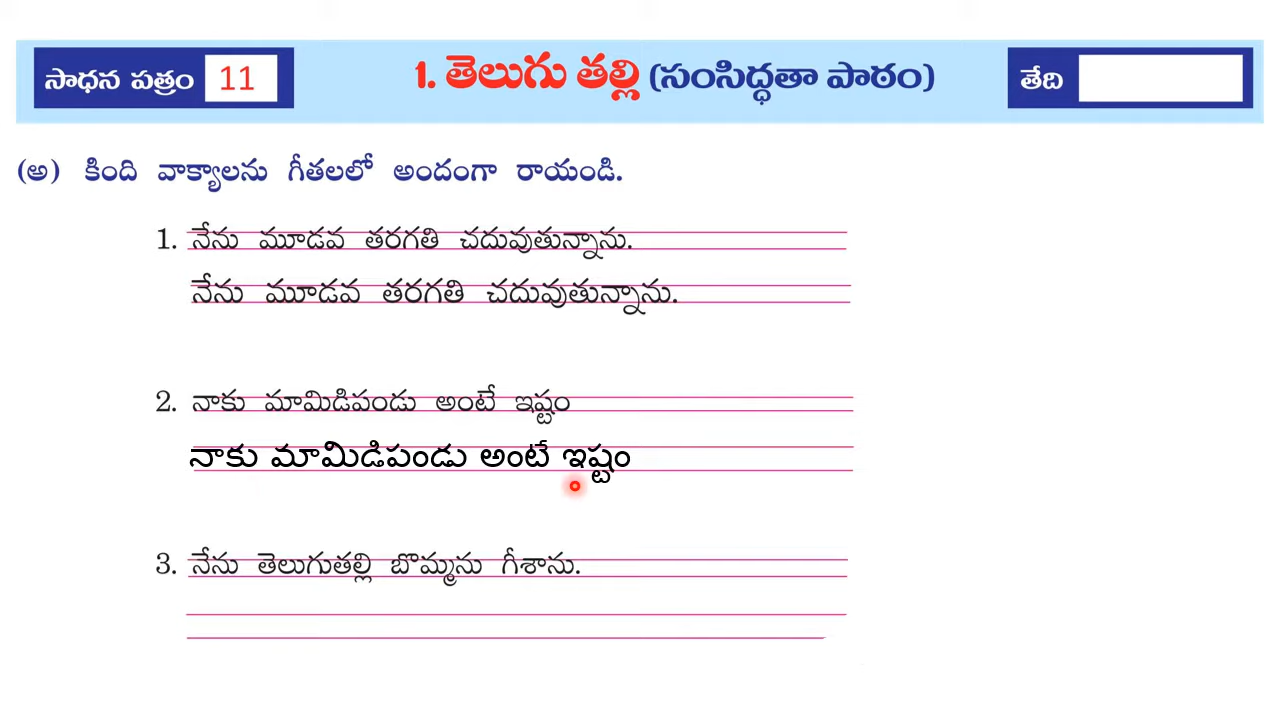 సాధన పత్రం 11 1. తెలుగు తల్లి (సంసిద్ధతా పాఠం) తేది
(అ) కింది వాక్యాలను గీతలలో అందంగా రాయండి.
1. నేను మూడవ తరగతి చదువుతున్నాను.
నేను మూడవ తరగతి చదువుతున్నాను.
2. నాకు మామిడిపండు అంటే ఇష్టం
నాకు మామిడిపండు అంటే ఇష్టం
3. నేను తెలుగుతల్లి బొమ్మను గీశాను.